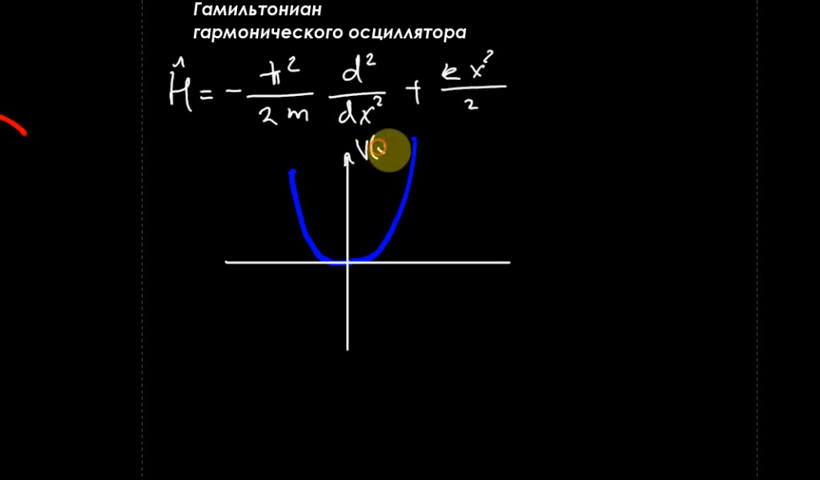 Гамильтониан
гармонического осциллятора
Ĥ = - ħ² / 2m d² / dx² + kx² / 2
V(